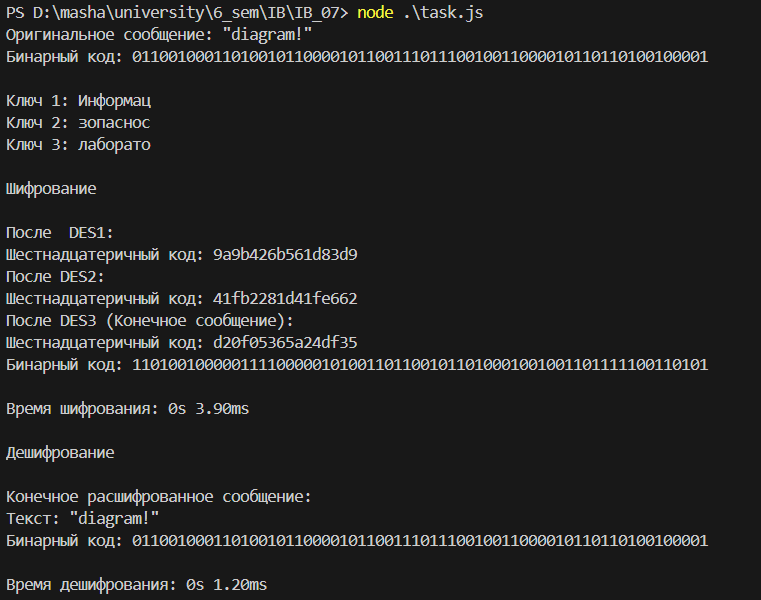 PS D:\masha\university\6_sem\IB\IB_07> node .\task.js
Оригинальное сообщение: "diagram!"
Бинарный код: 0110010001101001011000010110011101110010011000010110110100100001
Ключ 1: Информац
Ключ 2: зопаснос
Ключ 3: лаборато
Шифрование
После  DES1:
Шестнадцатеричный код: 9a9b426b561d83d9
После DES2:
Шестнадцатеричный код: 41fb2281d41fe662
После DES3 (Конечное сообщение):
Шестнадцатеричный код: d20f05365a24df35
Бинарный код: 1101001000001111000001010011011001011010001001001101111100110101
Время шифрования: 0s 3.90ms
Дешифрование
Конечное расшифрованное сообщение:
Текст: "diagram!"
Бинарный код: 0110010001101001011000010110011101110010011000010110110100100001
Время дешифрования: 0s 1.20ms